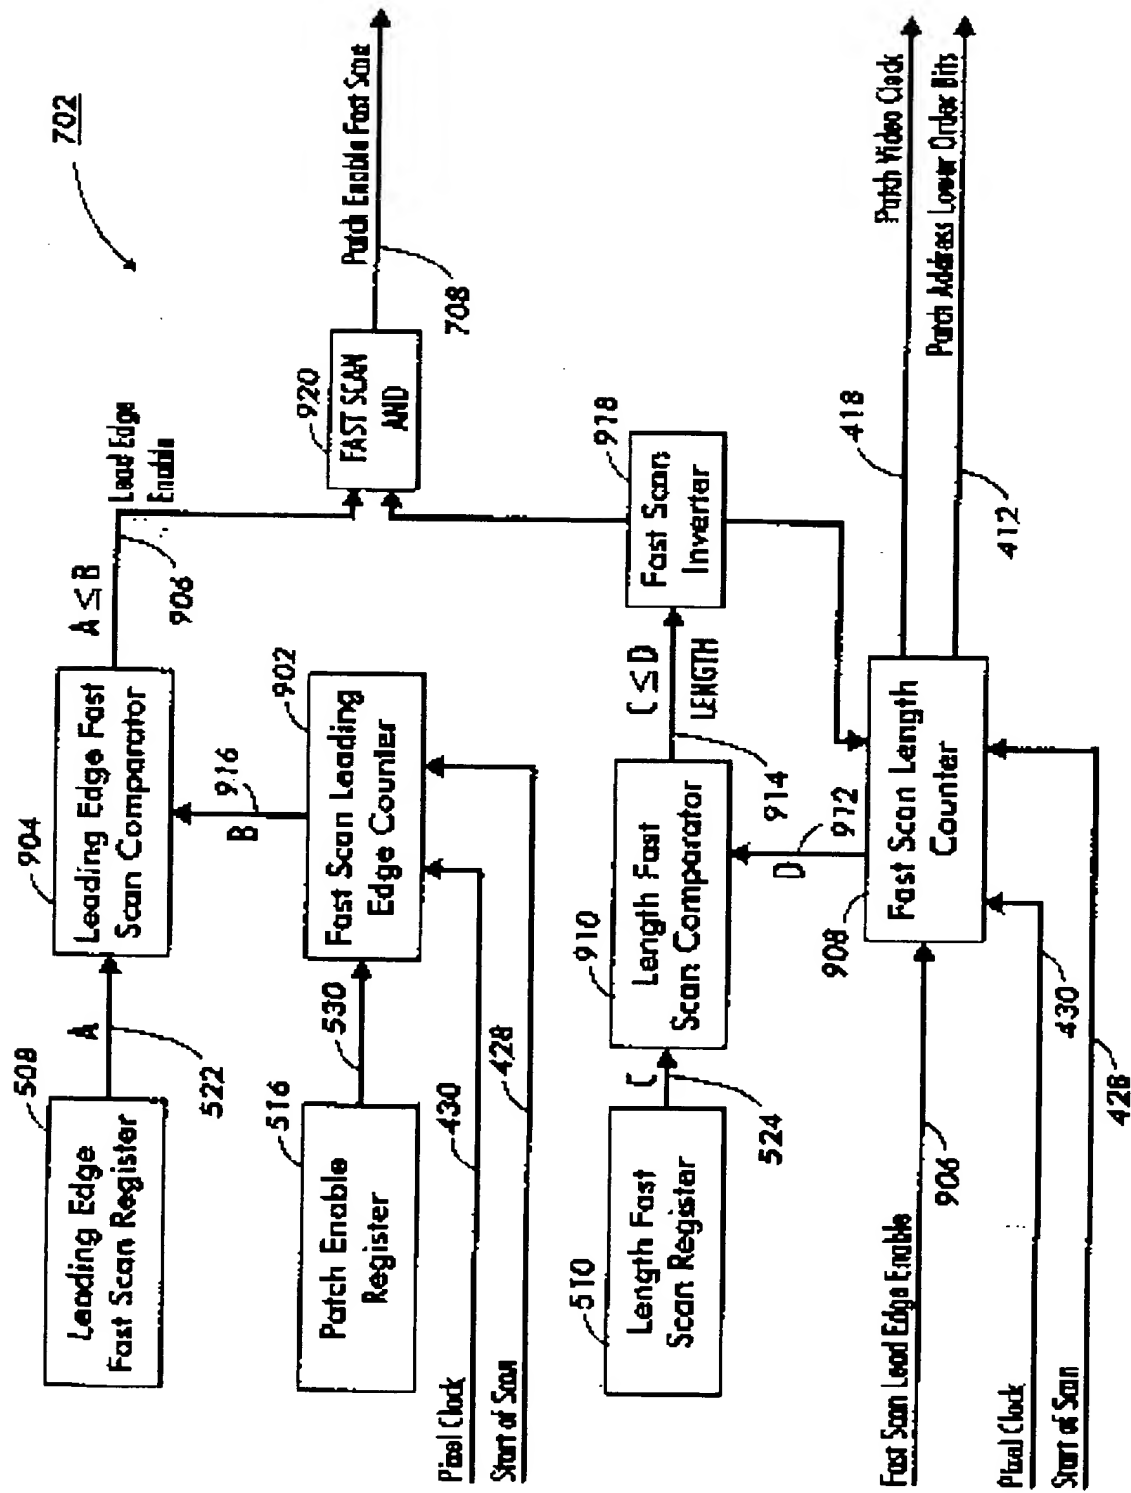 702
508
Leading Edge
Fast Scan Register
522
A
904
Leading Edge Fast
Scan Comparator
A ≤ B
906
Lead Edge
Enable
916
B
516
Patch Enable
Register
530
902
Fast Scan Leading
Edge Counter
920
FAST SCAN
AND
Patch Enable Fast Scan
708
Pixel Clock
430
Start of Scan
428
510
Length Fast
Scan Register
C
524
910
Length Fast
Scan Comparator
C ≤ D
LENGTH
914
918
Fast Scan
Inverter
D
912
908
Fast Scan Length
Counter
Fast Scan Lead Edge Enable
906
418
Patch Video Clock
Patch Address Lower Order Bits
412
Pixel Clock
430
Start of Scan
428